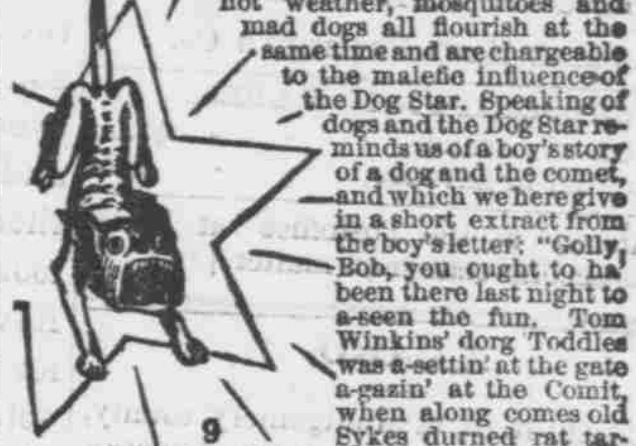 hot weather, mosquitoes and
mad dogs all flourish at the
same time and are chargeable
to the malefic influence of
the Dog Star. Speaking of
dogs and the Dog Star re-
minds us of a boy's story
of a dog and the comet,
and which we here give
in a short extract from
the boy's letter: "Golly,
Bob, you ought to ha'
been there last night to
a-seen the fun. Tom
Winkins' dorg Toddles
was a-settin' at the gate
a-gazin' at the Comit,
when along comes old
Sykes durned rat tar-
9